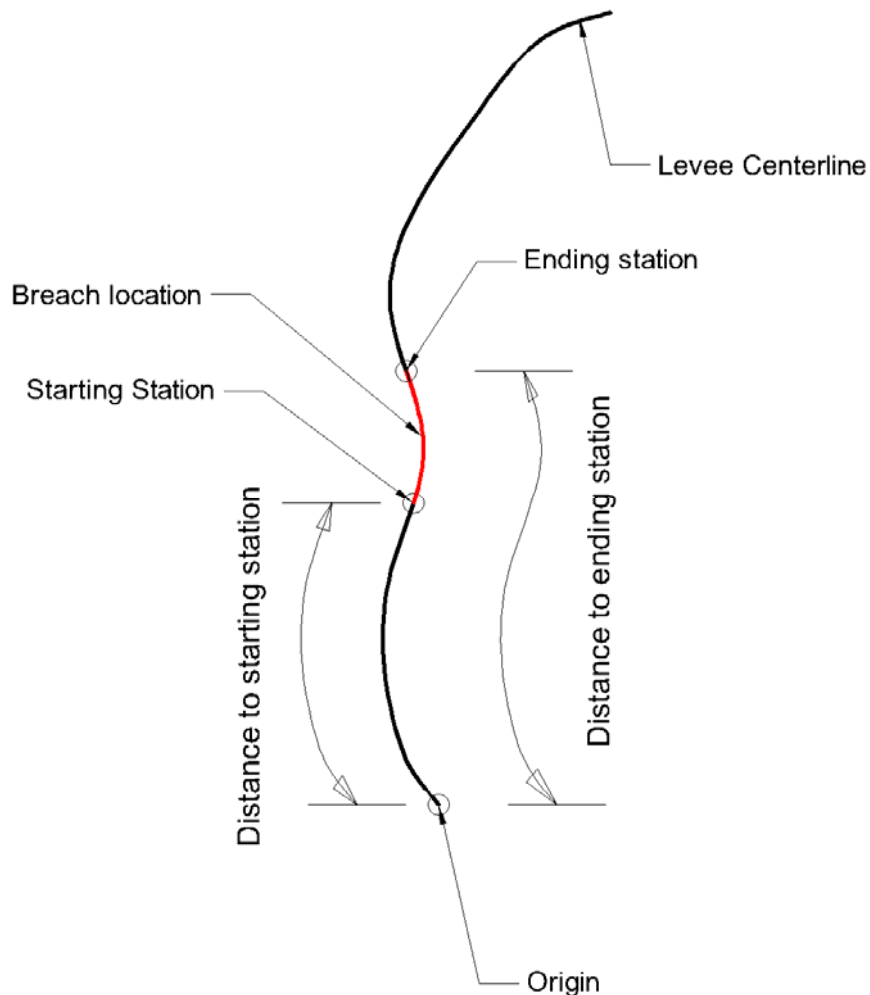 Levee Centerline
Ending station
Breach location
Starting Station
Distance to starting station
Distance to ending station
Origin